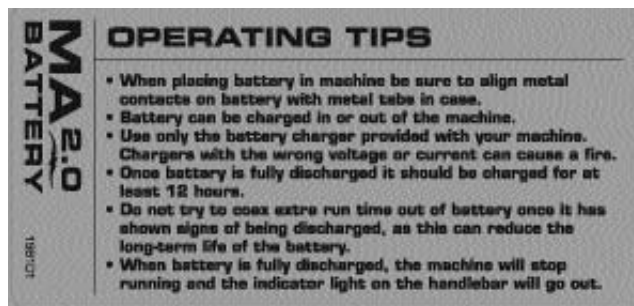 MA 2.0
BATTERY
OPERATING TIPS
• When placing battery in machine be sure to align metal
contacts on battery with metal tabs in case.
• Battery can be charged in or out of the machine.
• Use only the battery charger provided with your machine.
Chargers with the wrong voltage or current can cause a fire.
• Once battery is fully discharged it should be charged for at
least 12 hours.
• Do not try to coax extra run time out of battery once it has
shown signs of being discharged, as this can reduce the
long-term life of the battery.
• When battery is fully discharged, the machine will stop
running and the indicator light on the handlebar will go out.